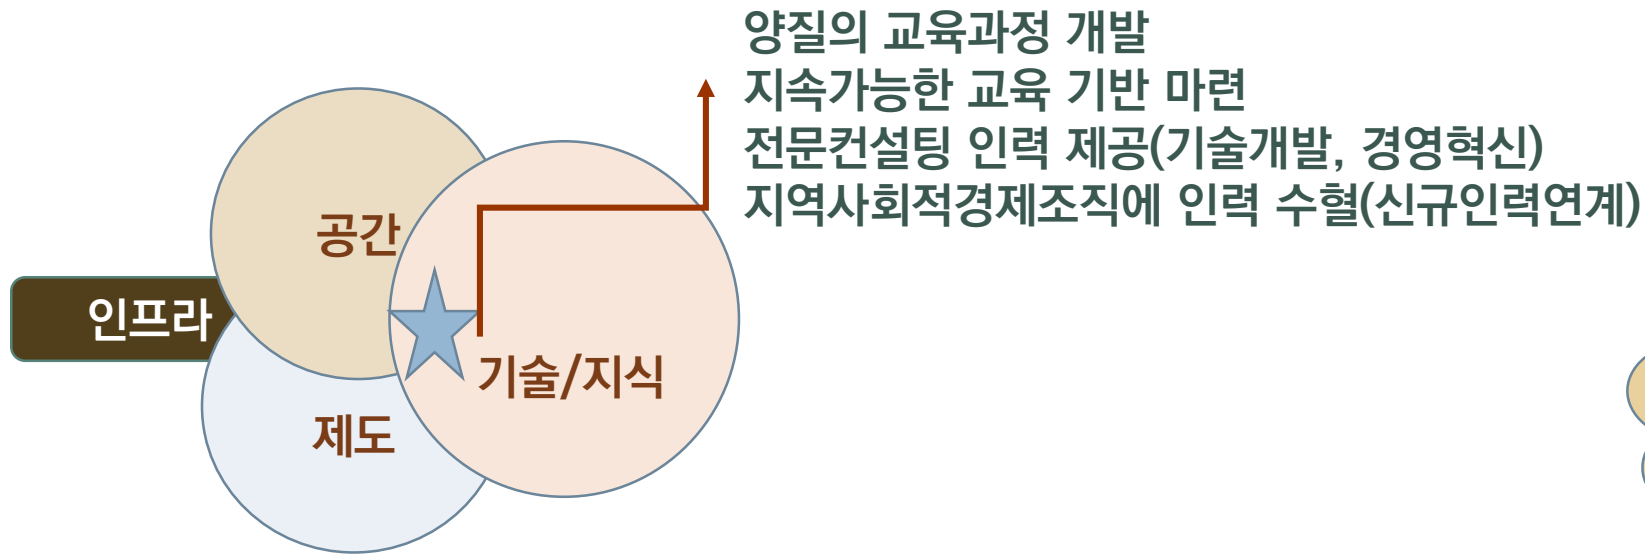 양질의 교육과정 개발
지속가능한 교육 기반 마련
전문컨설팅 인력 제공(기술개발, 경영혁신)
지역사회적경제조직에 인력 수혈(신규인력연계)
공간
인프라
기술/지식
제도